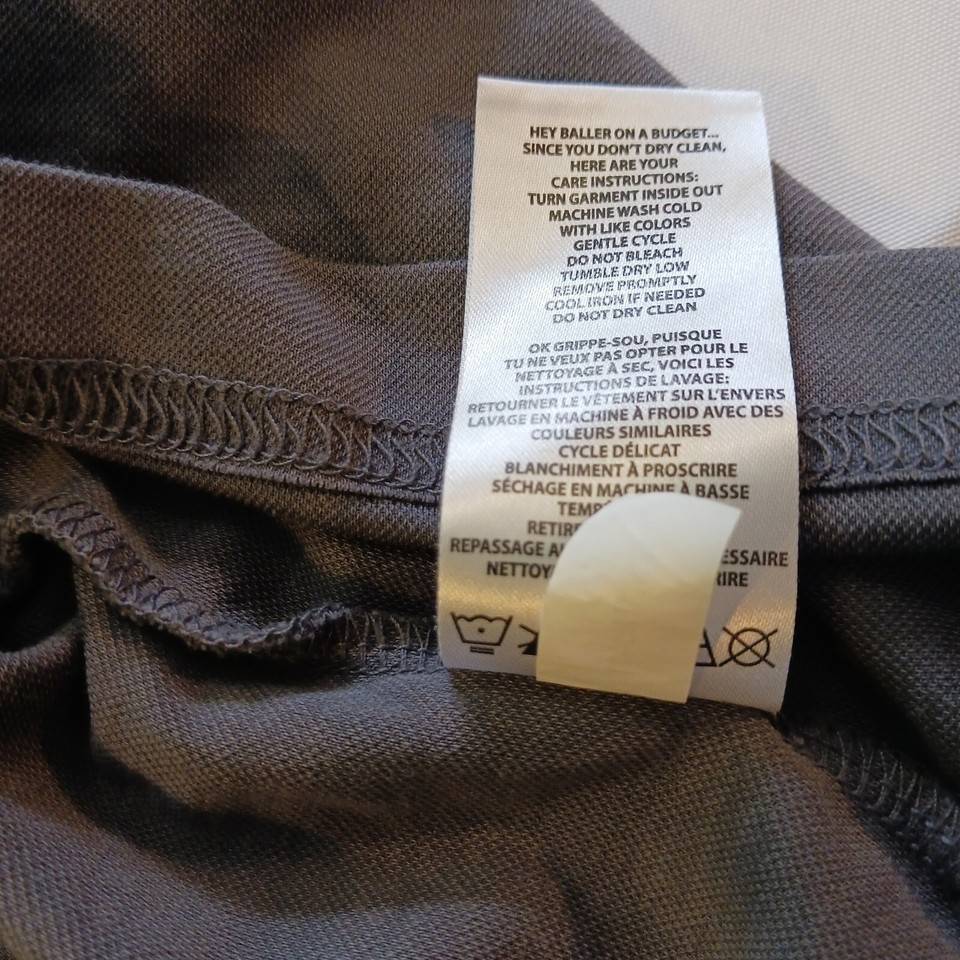 HEY BALLER ON A BUDGET...
SINCE YOU DON'T DRY CLEAN,
HERE ARE YOUR
CARE INSTRUCTIONS:
TURN GARMENT INSIDE OUT
MACHINE WASH COLD
WITH LIKE COLORS
GENTLE CYCLE
DO NOT BLEACH
TUMBLE DRY LOW
REMOVE PROMPTLY
COOL IRON IF NEEDED
DO NOT DRY CLEAN
OK GRIPPE-SOU, PUISQUE
TU NE VEUX PAS OPTER POUR LE
NETTOYAGE À SEC, VOICI LES
INSTRUCTIONS DE LAVAGE:
RETOURNER LE VÊTEMENT SUR L'ENVERS
LAVAGE EN MACHINE À FROID AVEC DES
COULEURS SIMILAIRES
CYCLE DÉLICAT
BLANCHIMENT À PROSCRIRE
SÉCHAGE EN MACHINE À BASSE
REPASSAGE